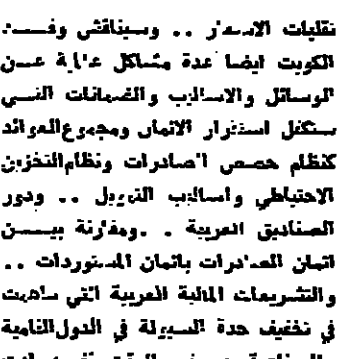 تقلبات الاسعار .. وسيناقش وفد
الكويت ايضا عدة مشاكل عن
الوسائل والاساليب والضمانات التي
ستكفل استقرار الاثمان ومجموع العوائد
كنظام حصص الصادرات ونظام التخزين
الاحتياطي واساليب التمويل .. ودور
الصناديق العربية . .ومقارنة بيسن
اثمان الصادرات باثمان المستوردات ..
والتشريعات المالية العربية التي ساهمت
في تخفيف حدة السيولة في الدول النامية